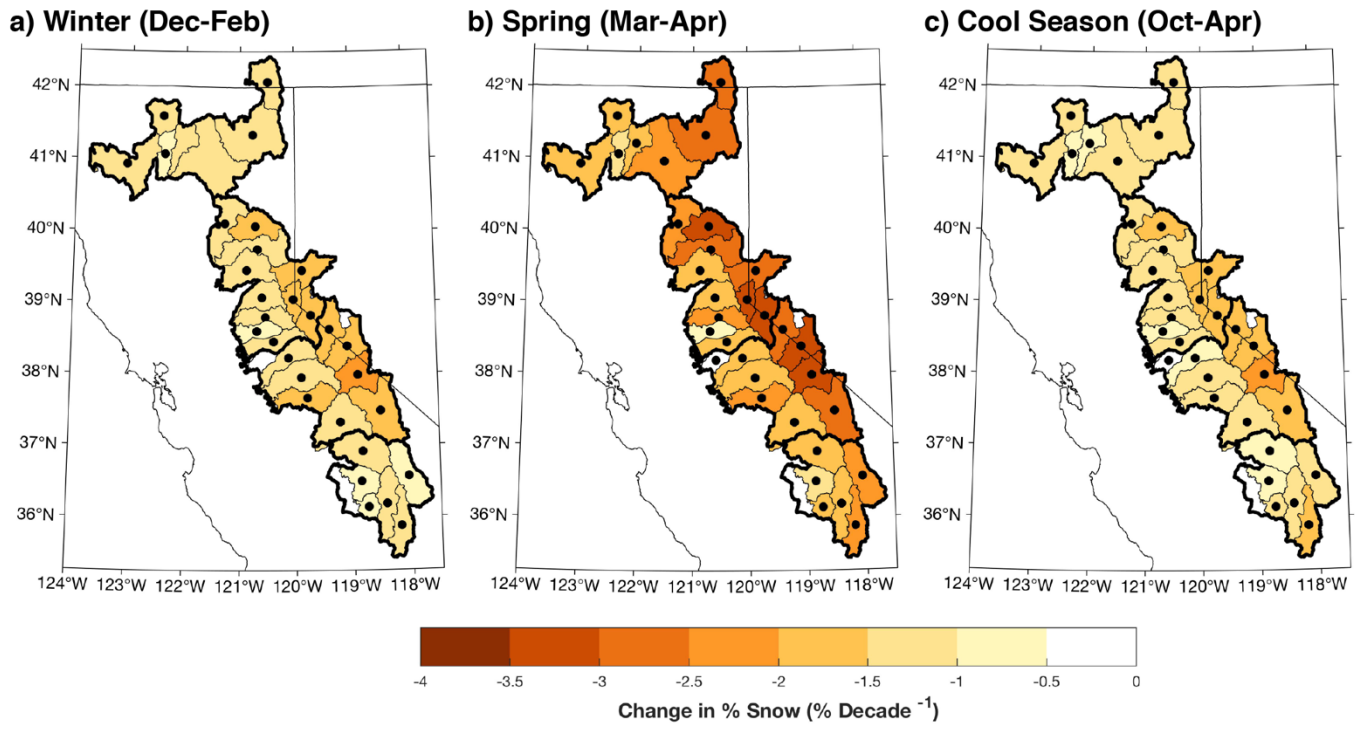 a) Winter (Dec-Feb)
b) Spring (Mar-Apr)
c) Cool Season (Oct-Apr)
42°N
41°N
40°N
39°N
38°N
37°N
36°N
124°W 123°W 122°W 121°W 120°W 119°W 118°W
42°N
41°N
40°N
39°N
38°N
37°N
36°N
124°W 123°W 122°W 121°W 120°W 119°W 118°W
42°N
41°N
40°N
39°N
38°N
37°N
36°N
124°W 123°W 122°W 121°W 120°W 119°W 118°W
-4 -3.5 -3 -2.5 -2 -1.5 -1 -0.5 0
Change in % Snow (% Decade -1)